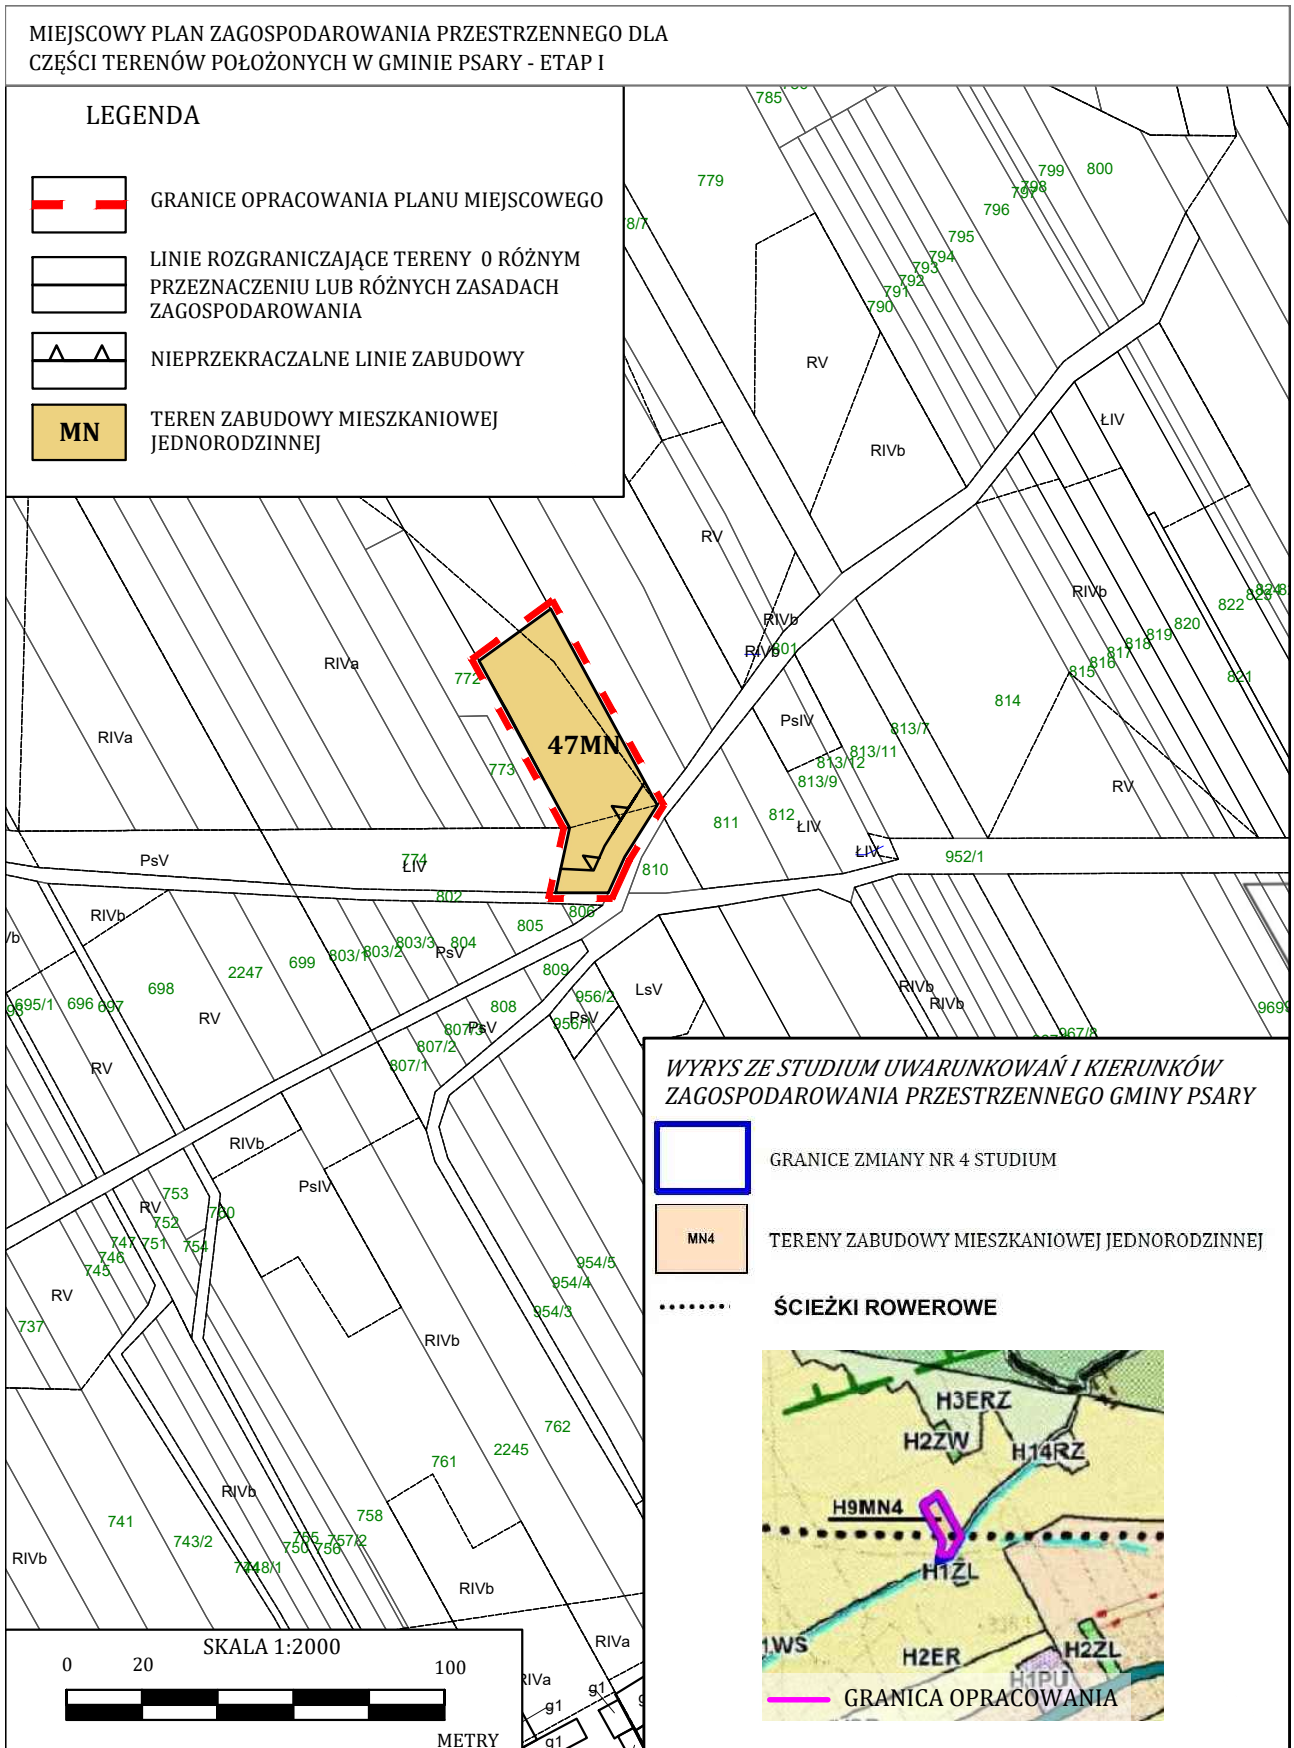 MIEJSCOWY PLAN ZAGOSPODAROWANIA PRZESTRZENNEGO DLA
CZĘŚCI TERENÓW POŁOŻONYCH W GMINIE PSARY - ETAP I
LEGENDA
GRANICE OPRACOWANIA PLANU MIEJSCOWEGO
LINIE ROZGRANICZAJĄCE TERENY 0 RÓŻNYM
PRZEZNACZENIU LUB RÓŻNYCH ZASADACH
ZAGOSPODAROWANIA
NIEPRZEKRACZALNE LINIE ZABUDOWY
MN
TEREN ZABUDOWY MIESZKANIOWEJ
JEDNORODZINNEJ
785
779
8/7
800
799
798
797
796
795
794
793
792
791
790
RV
RIVb
ŁIV
RV
RIVb
822
820
819
818
817
816
815
821
814
RIVb
801
RIVb
RIVa
772
RIVa
47MN
773
PsIV
813/7
813/11
813/12
813/9
RV
811
812
ŁIV
ŁIV
952/1
PsV
774
ŁIV
810
802
806
805
RIVb
/b
803/1
803/2
803/3
804
PsV
699
2247
698
809
LsV
956/2
PsV
956/1
695/1
696
697
RV
808
807/3
PsV
807/2
807/1
RIVb
RIVb
9699
967/8
RV
RIVb
PsIV
753
RV
752
760
747
751
754
746
745
RV
737
954/5
954/4
954/3
RIVb
762
2245
761
RIVb
758
741
743/2
755
757/2
750
756
748/1
RIVb
RIVb
RIVa
RIVa
g1
g1
g1
WYRYS ZE STUDIUM UWARUNKOWAŃ I KIERUNKÓW
ZAGOSPODAROWANIA PRZESTRZENNEGO GMINY PSARY
GRANICE ZMIANY NR 4 STUDIUM
MN4
TERENY ZABUDOWY MIESZKANIOWEJ JEDNORODZINNEJ
ŚCIEŻKI ROWEROWE
H3ERZ
H2ZW
H14RZ
H9MN4
H1ZL
1WS
H2ER
H2ZL
H1PU
GRANICA OPRACOWANIA
SKALA 1:2000
0 20 100
METRY